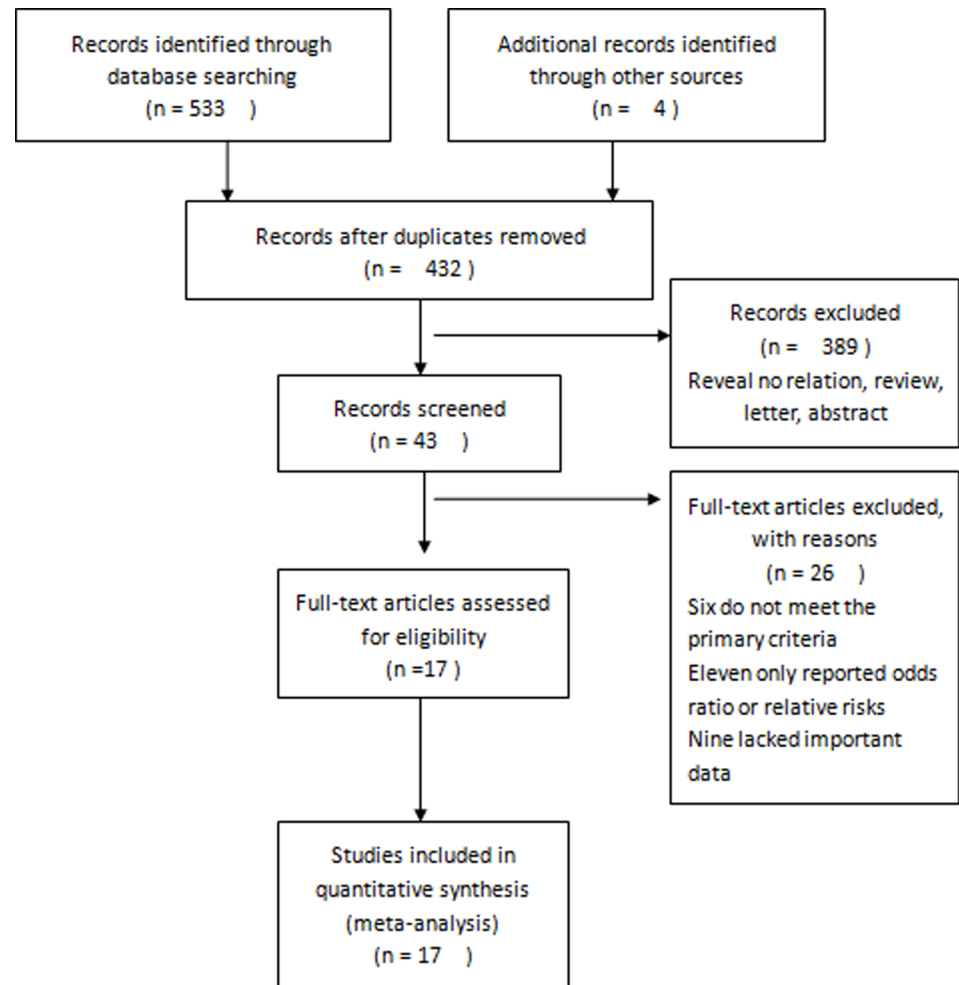 Records identified through
database searching
(n = 533    )
Additional records identified
through other sources
(n =    4 )
Records after duplicates removed
(n =    432 )
Records excluded
(n =    389 )
Reveal no relation, review,
letter, abstract
Records screened
(n = 43    )
Full-text articles excluded,
with reasons
(n = 26    )
Six do not meet the
primary criteria
Eleven only reported odds
ratio or relative risks
Nine lacked important
data
Full-text articles assessed
for eligibility
(n =17 )
Studies included in
quantitative synthesis
(meta-analysis)
(n = 17    )